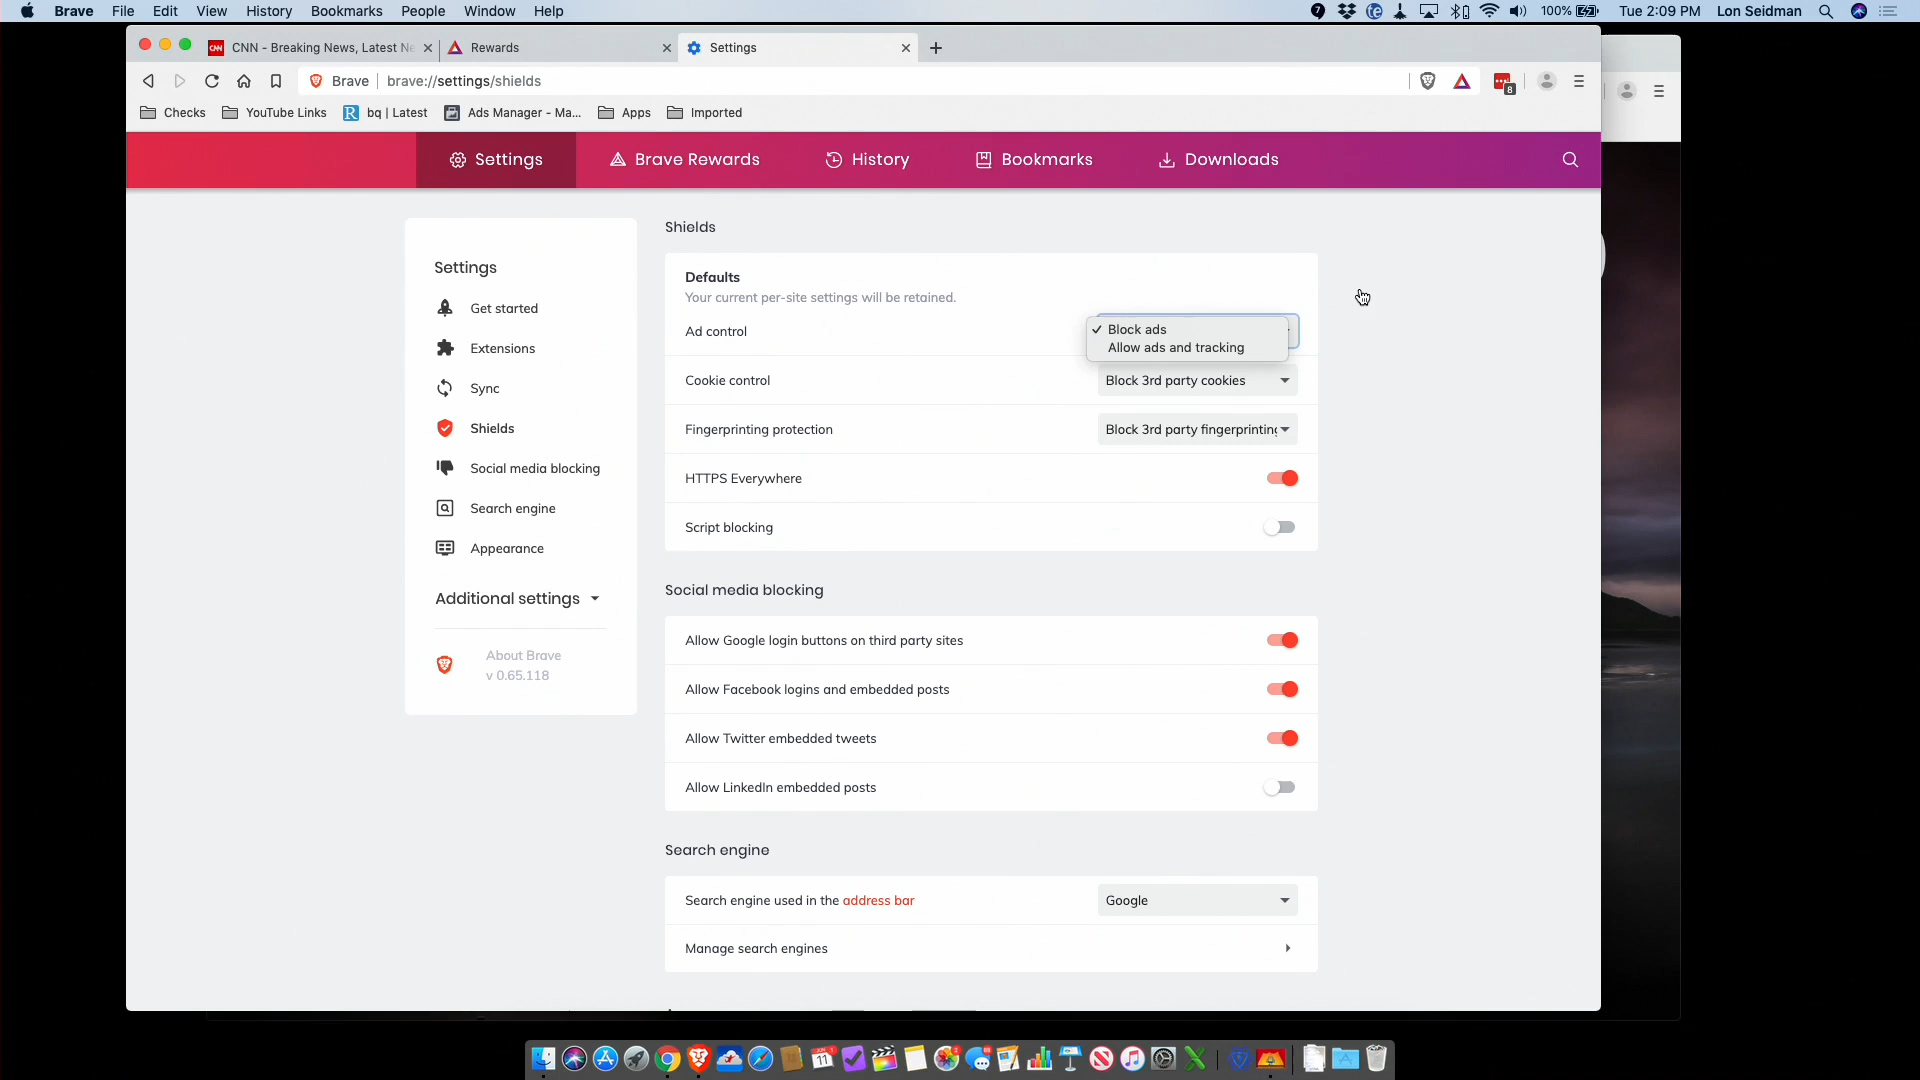 Brave File Edit View History Bookmarks People Window Help
100% Tue 2:09 PM Lon Seidman
CNN - Breaking News, Latest Ne
Rewards
Settings
Brave brave://settings/shields
8
Checks YouTube Links bq | Latest Ads Manager - Ma... Apps Imported
Settings Brave Rewards History Bookmarks Downloads
Settings
Get started
Extensions
Sync
Shields
Social media blocking
Search engine
Appearance
Additional settings
About Brave
v 0.65.118
Shields
Defaults
Your current per-site settings will be retained.
Ad control
Block ads
Allow ads and tracking
Cookie control
Block 3rd party cookies
Fingerprinting protection
Block 3rd party fingerprinting
HTTPS Everywhere
Script blocking
Social media blocking
Allow Google login buttons on third party sites
Allow Facebook logins and embedded posts
Allow Twitter embedded tweets
Allow LinkedIn embedded posts
Search engine
Search engine used in the address bar
Google
Manage search engines